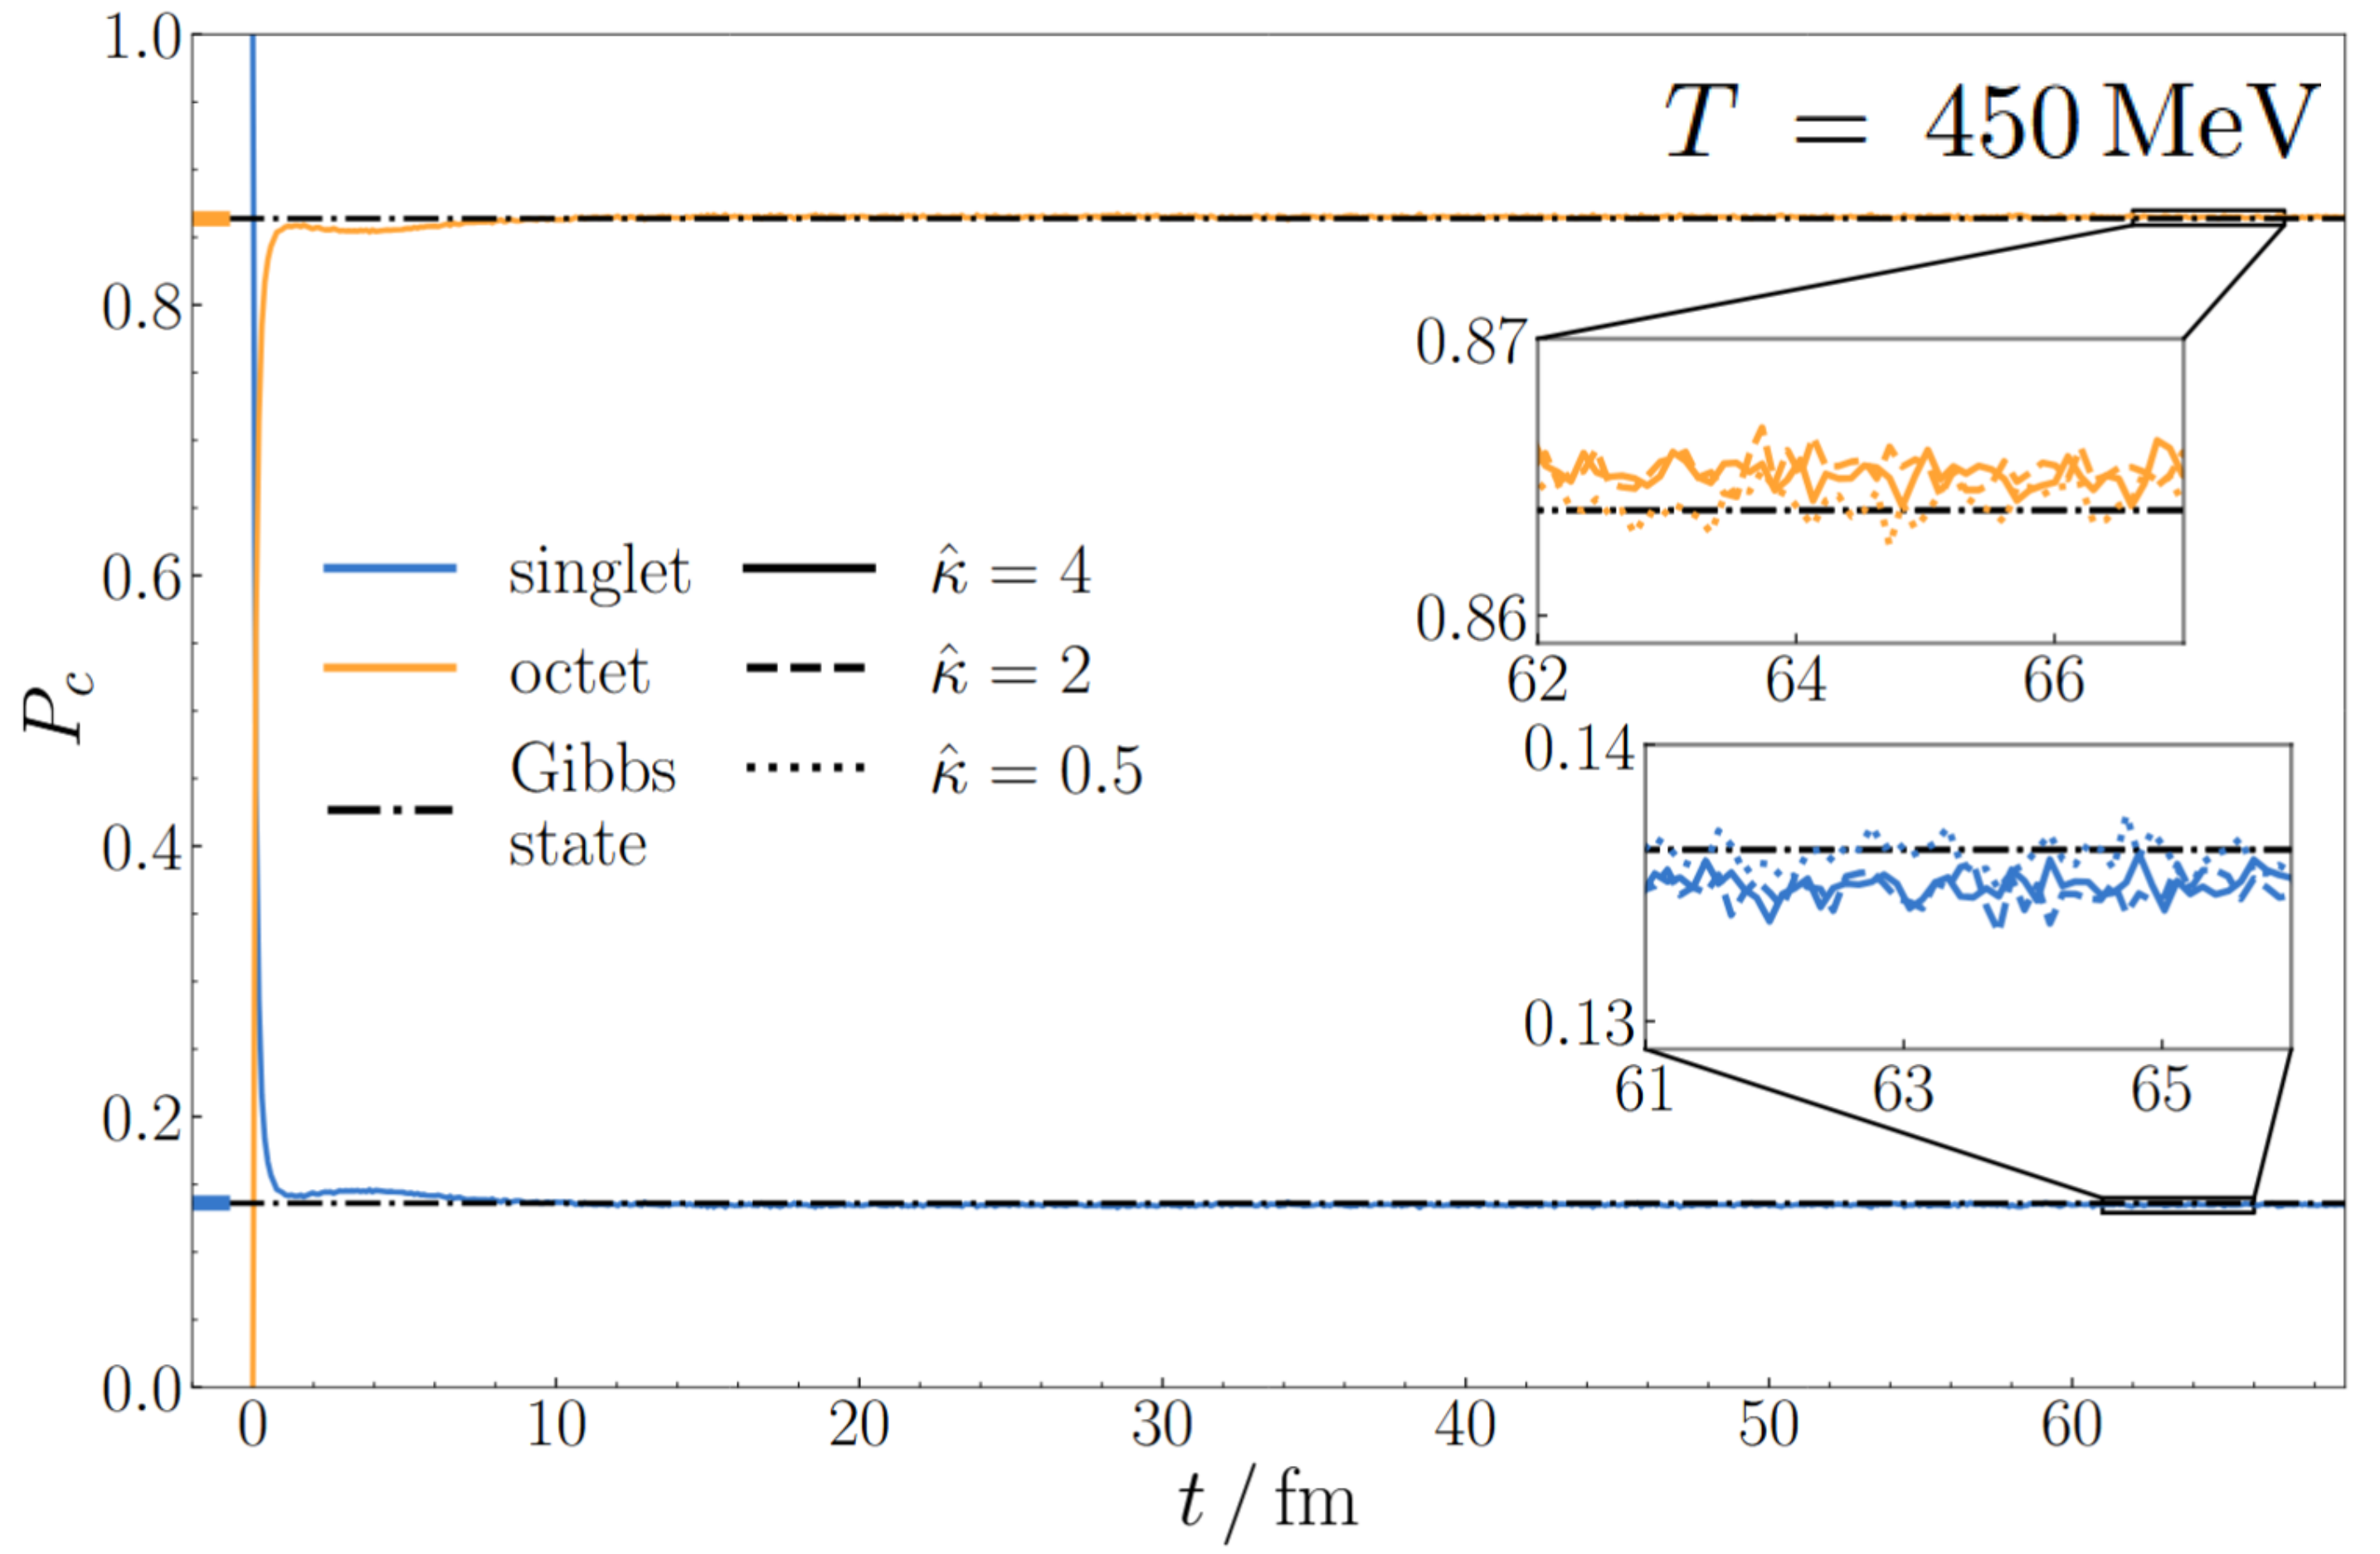 T = 450 MeV
1.0
0.8
0.6
0.4
0.2
0.0
P_c
singlet
octet
Gibbs
state
κ̂ = 4
κ̂ = 2
κ̂ = 0.5
0.87
0.86
62 64 66
0.14
0.13
61 63 65
0 10 20 30 40 50 60
t / fm